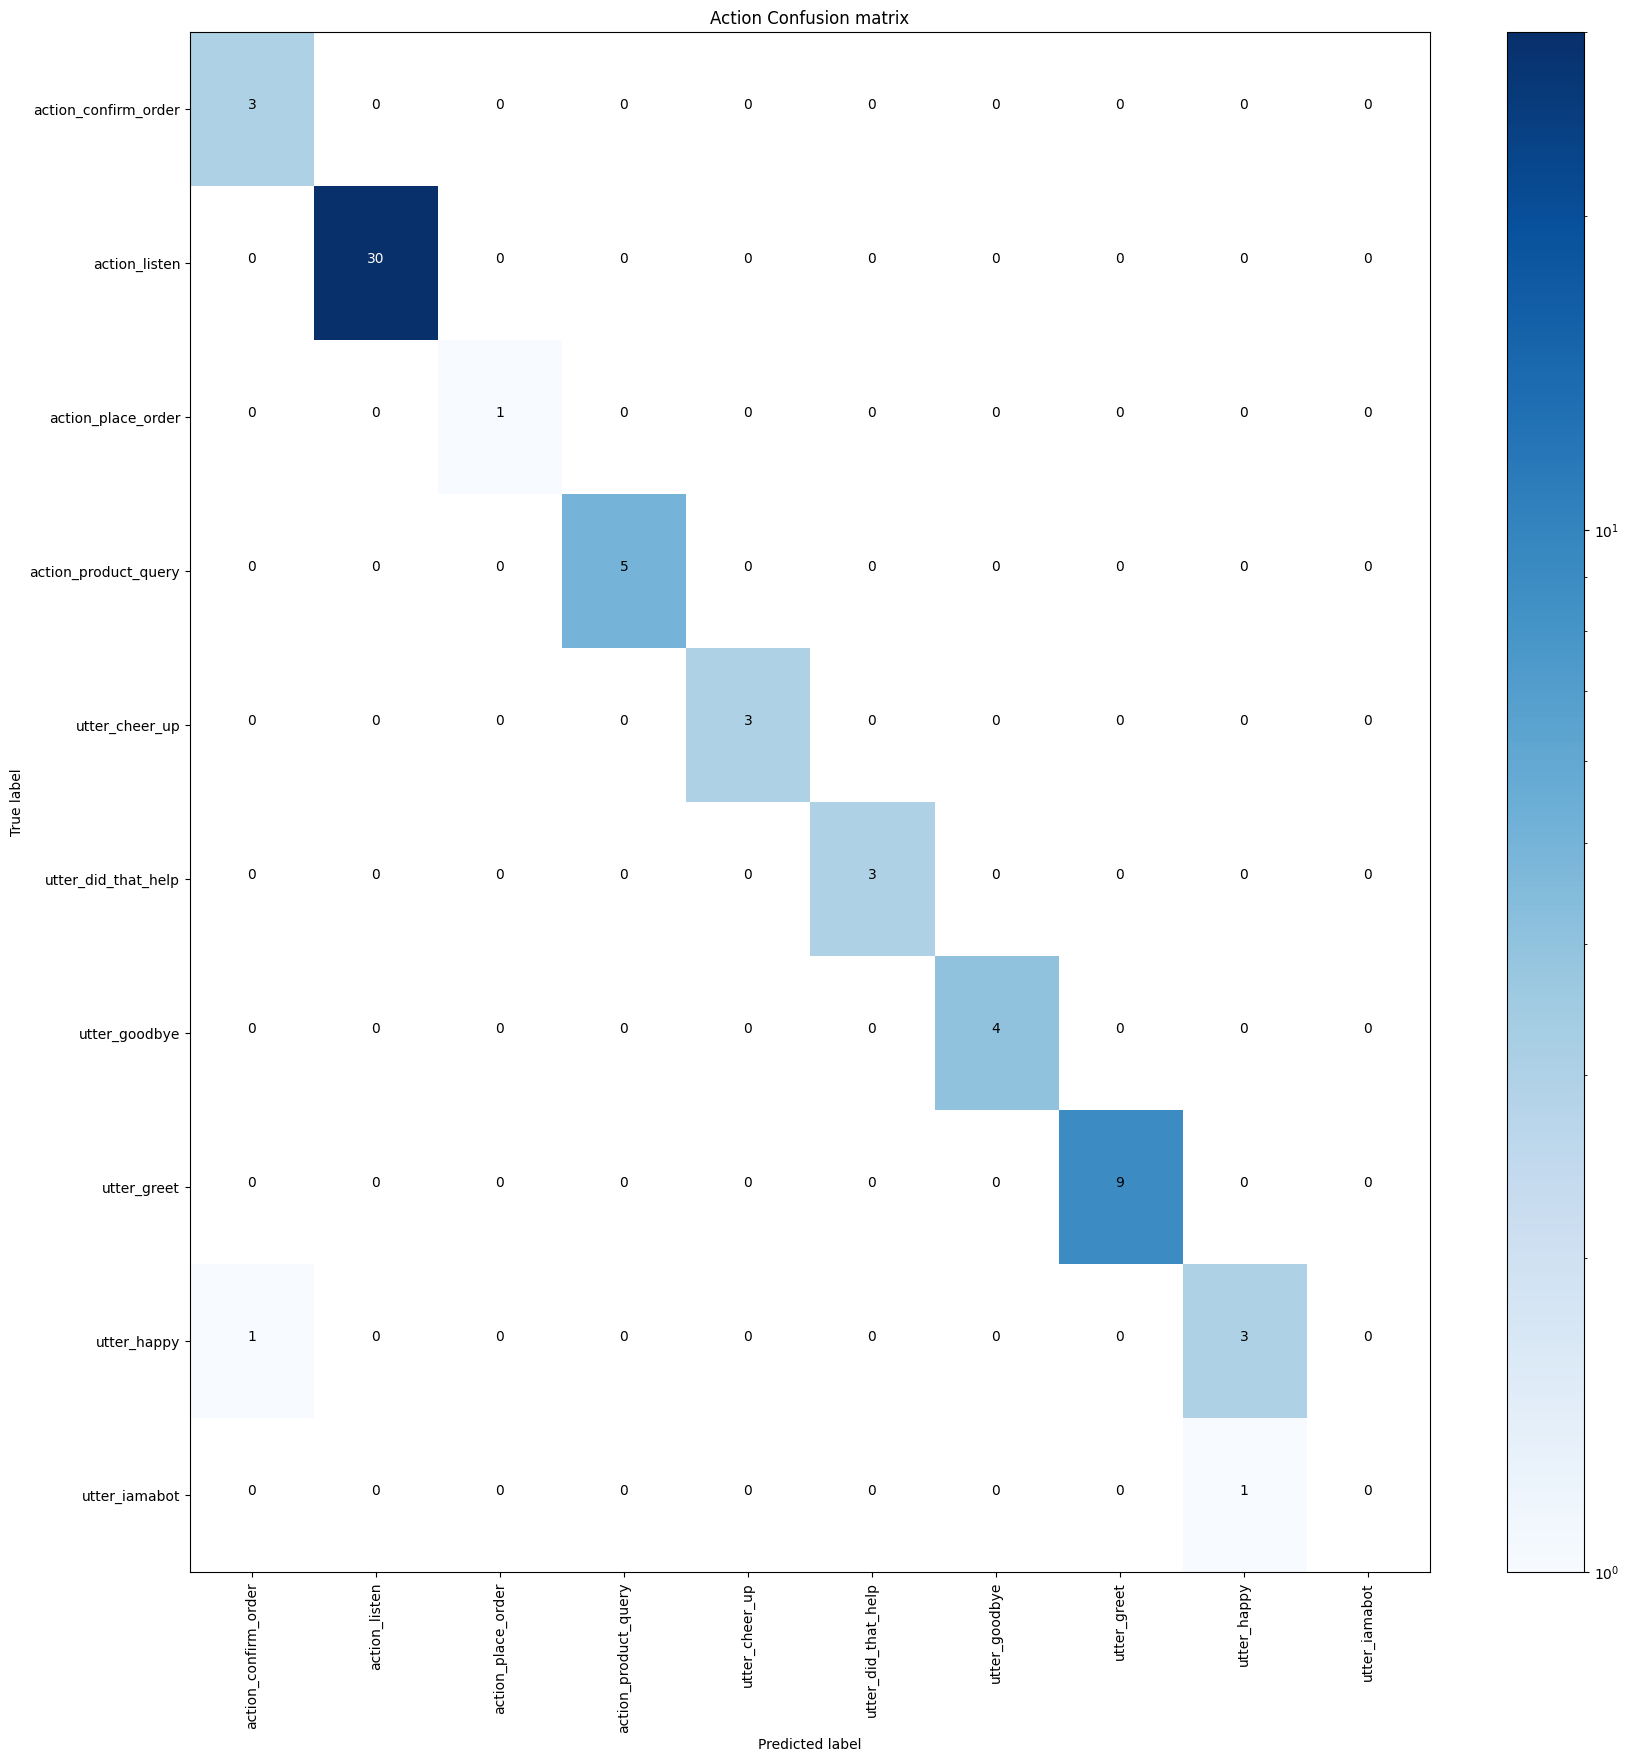 Action Confusion matrix
action_confirm_order 3 0 0 0 0 0 0 0 0 0
action_listen 0 30 0 0 0 0 0 0 0 0
action_place_order 0 0 1 0 0 0 0 0 0 0
action_product_query 0 0 0 5 0 0 0 0 0 0
utter_cheer_up 0 0 0 0 3 0 0 0 0 0
utter_did_that_help 0 0 0 0 0 3 0 0 0 0
utter_goodbye 0 0 0 0 0 0 4 0 0 0
utter_greet 0 0 0 0 0 0 0 9 0 0
utter_happy 1 0 0 0 0 0 0 0 3 0
utter_iamabot 0 0 0 0 0 0 0 0 1 0
True label
action_confirm_order
action_listen
action_place_order
action_product_query
utter_cheer_up
utter_did_that_help
utter_goodbye
utter_greet
utter_happy
utter_iamabot
Predicted label
10¹
10⁰